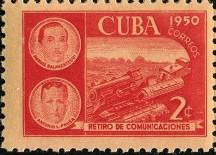 CUBA
1950
CORREOS
2¢
RETIRO DE COMUNICACIONES